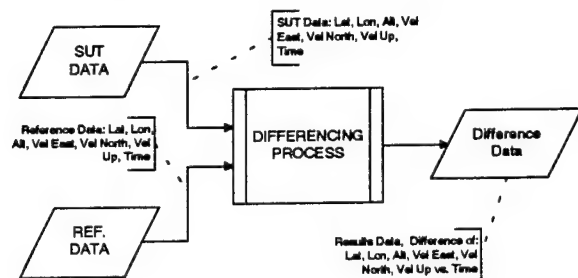 SUT
DATA
SUT Data: Lat, Lon, Alt, Vel
East, Vel North, Vel Up,
Time
Reference Data: Lat, Lon,
Alt, Vel East, Vel North, Vel
Up, Time
DIFFERENCING
PROCESS
Difference
Data
REF.
DATA
Results Data, Difference of:
Lat, Lon, Alt, Vel East, Vel
North, Vel Up vs. Time